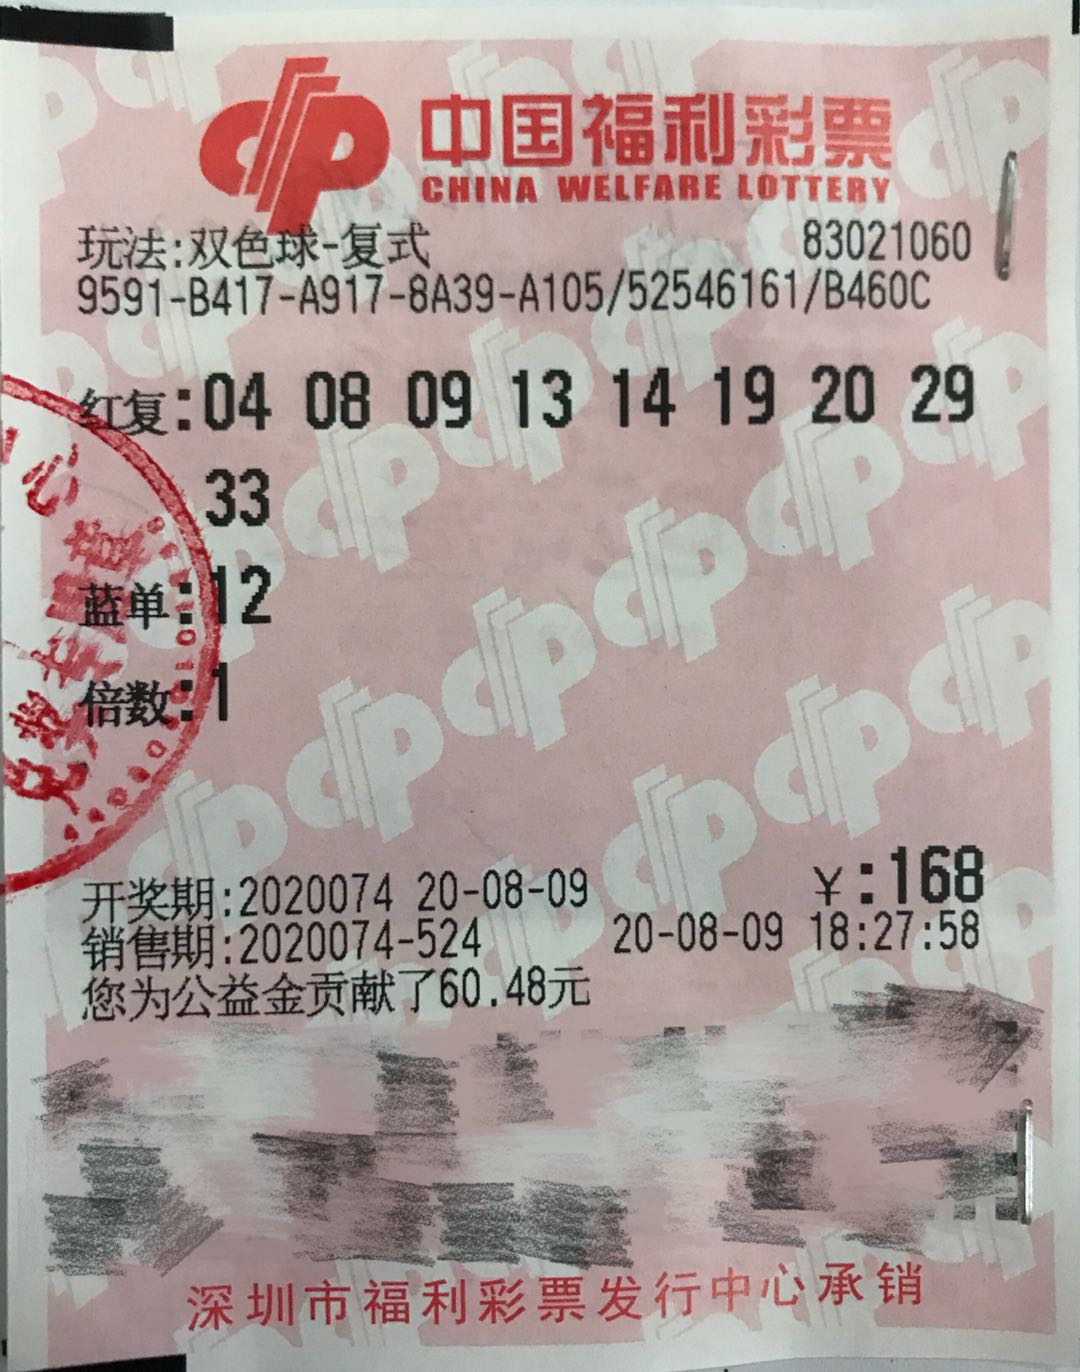 中国福利彩票
CHINA WELFARE LOTTERY
玩法:双色球-复式 83021060
9591-B417-A917-8A39-A105/52546161/B460C
红复:04 08 09 13 14 19 20 29
33
蓝单:12
倍数:1
开奖期:2020074 20-08-09 ¥:168
销售期:2020074-524 20-08-09 18:27:58
您为公益金贡献了60.48元
深圳市福利彩票发行中心承销